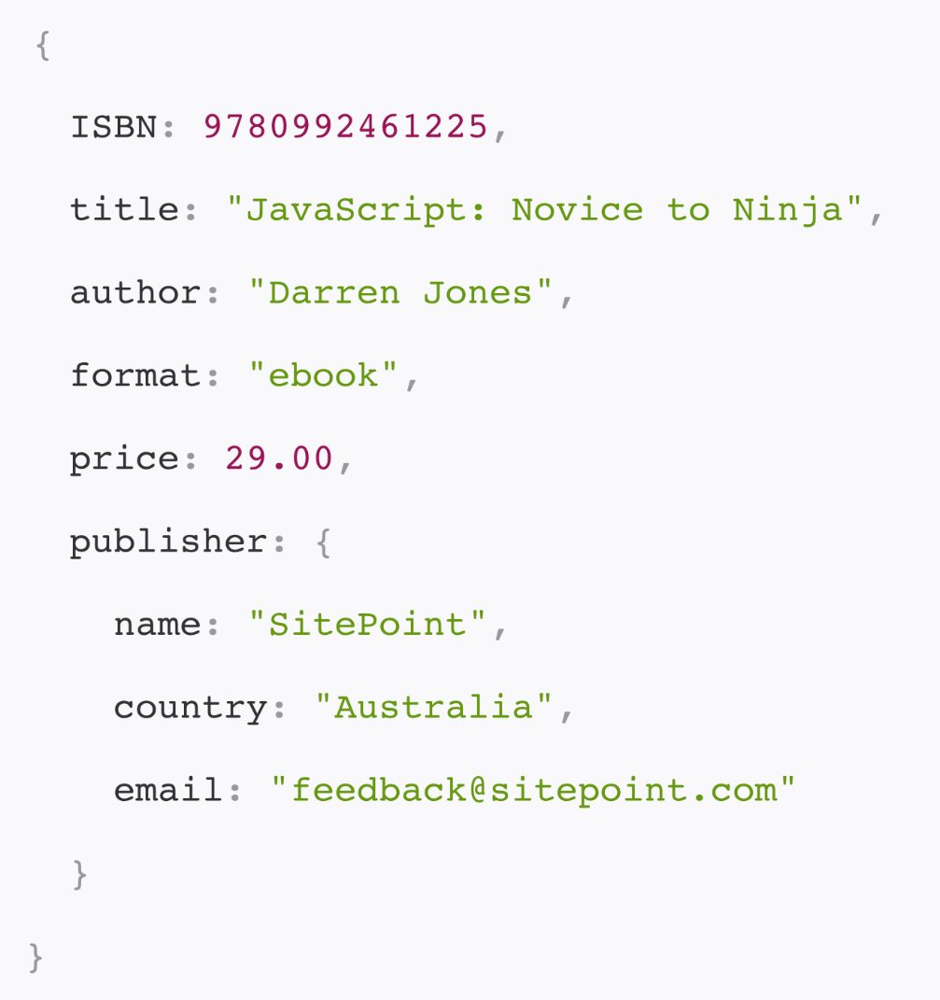 {
  ISBN: 9780992461225,
  title: "JavaScript: Novice to Ninja",
  author: "Darren Jones",
  format: "ebook",
  price: 29.00,
  publisher: {
    name: "SitePoint",
    country: "Australia",
    email: "feedback@sitepoint.com"
  }
}